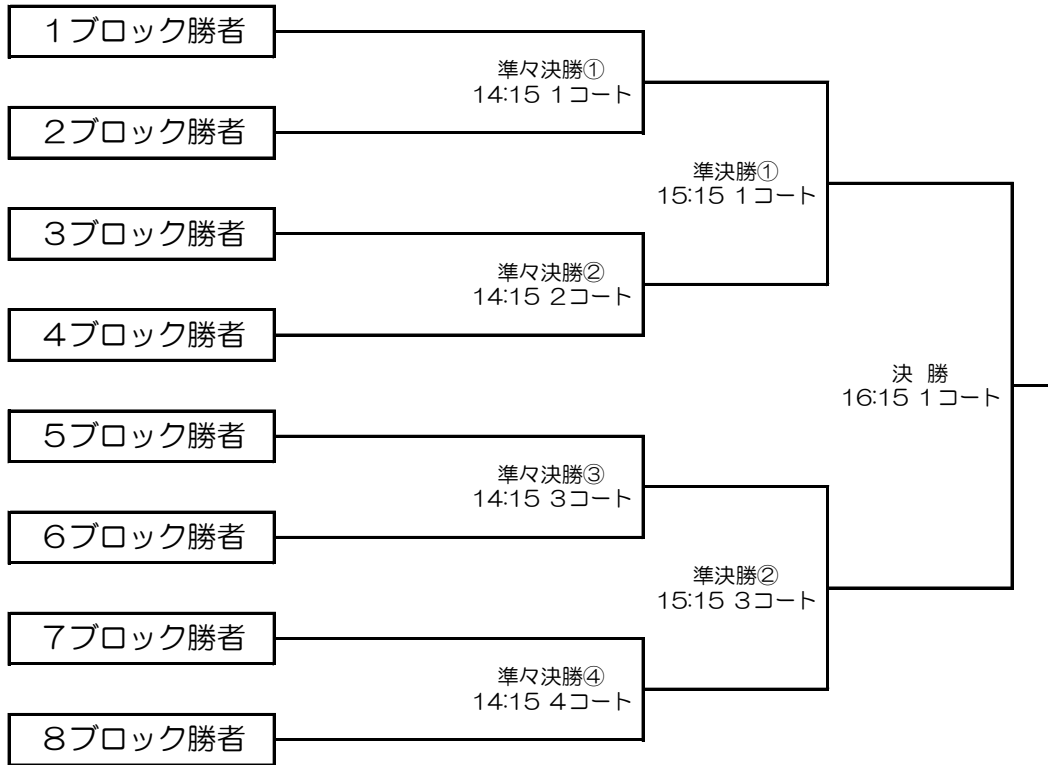 １ブロック勝者
準々決勝①
14:15 １コート
２ブロック勝者
準決勝①
15:15 １コート
３ブロック勝者
準々決勝②
14:15 ２コート
４ブロック勝者
決 勝
16:15 １コート
５ブロック勝者
準々決勝③
14:15 ３コート
６ブロック勝者
準決勝②
15:15 ３コート
７ブロック勝者
準々決勝④
14:15 ４コート
８ブロック勝者